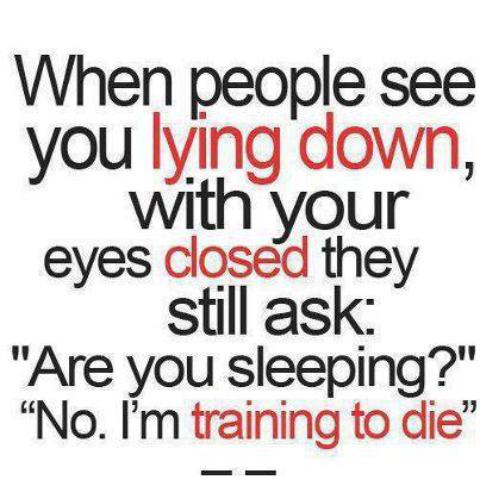 When people see
you lying down,
with your
eyes closed they
still ask:
"Are you sleeping?"
“No. I'm training to die”
_ _